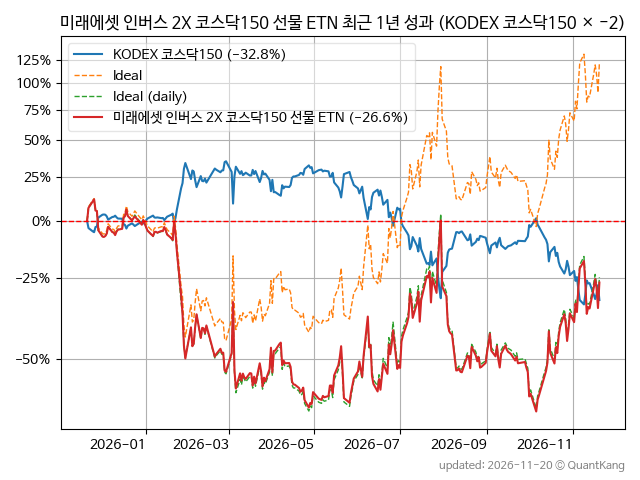 미래에셋 인버스 2X 코스닥150 선물 ETN 최근 1년 성과 (KODEX 코스닥150 × −2)
KODEX 코스닥150 (−32.8%)
Ideal
Ideal (daily)
미래에셋 인버스 2X 코스닥150 선물 ETN (−26.6%)
125%
100%
75%
50%
25%
0%
−25%
−50%
2026−01 2026−03 2026−05 2026−07 2026−09 2026−11
updated: 2026-11-20 © QuantKang